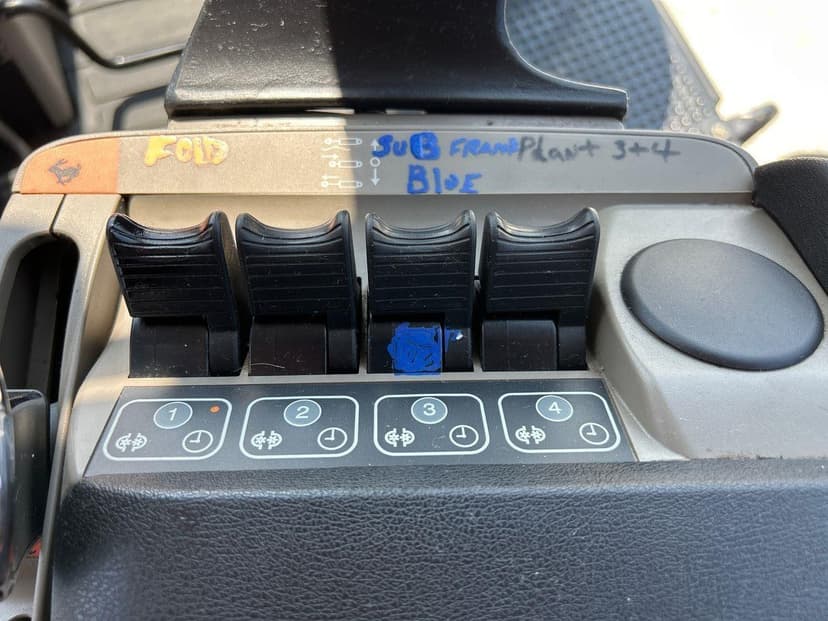 FOLD
SUB FRAME Plant 3+4
BLUE
1 2 3 4